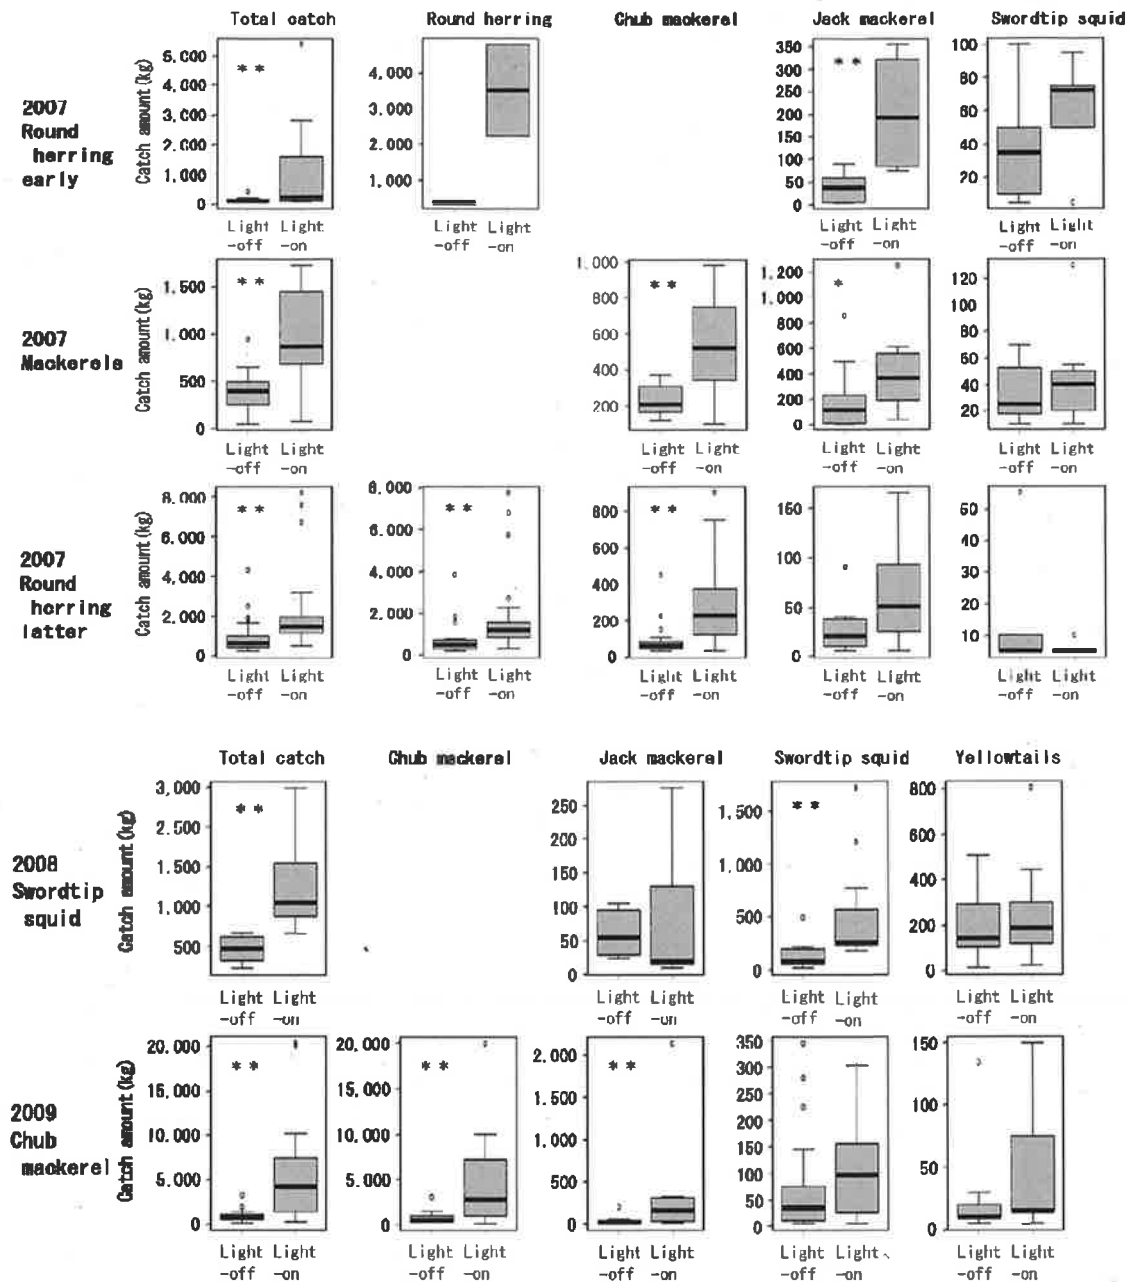 Total catch Round herring Chub mackerel Jack mackerel Swordtip squid
2007
Round
herring
early
Catch amount(kg)
5,000
4,000
3,000
2,000
1,000
0
**
Light
-off
Light
-on
4,000
3,000
2,000
1,000
Light
-off
Light
-on
350
300
250
200
150
100
50
0
**
Light
-off
Light
-on
100
80
60
40
20
Light
-off
Light
-on
2007
Mackerels
Catch amount(kg)
1,500
1,000
500
0
**
Light
-off
Light
-on
1,000
800
600
400
200
**
Light
-off
Light
-on
1,200
1,000
800
600
400
200
0
*
Light
-off
Light
-on
120
100
80
60
40
20
Light
-off
Light
-on
2007
Round
herring
latter
Catch amount(kg)
8,000
6,000
4,000
2,000
0
**
Light
-off
Light
-on
8,000
6,000
4,000
2,000
0
**
Light
-off
Light
-on
800
600
400
200
0
**
Light
-off
Light
-on
150
100
50
0
Light
-off
Light
-on
60
50
40
30
20
10
Light
-off
Light
-on
Total catch Chub mackerel Jack mackerel Swordtip squid Yellowtails
2008
Swordtip
squid
Catch amount(kg)
3,000
2,500
1,500
1,000
500
**
Light
-off
Light
-on
250
200
150
100
50
0
Light
-off
Light
-on
1,500
1,000
500
0
**
Light
-off
Light
-on
800
600
400
200
0
Light
-off
Light
-on
2009
Chub
mackerel
Catch amount(kg)
20,000
15,000
10,000
5,000
0
**
Light
-off
Light
-on
20,000
15,000
10,000
5,000
0
**
Light
-off
Light
-on
2,000
1,500
1,000
500
0
**
Light
-off
Light
-on
350
300
250
200
150
100
50
0
Light
-off
Light
-on
150
100
50
0
Light
-off
Light
-on